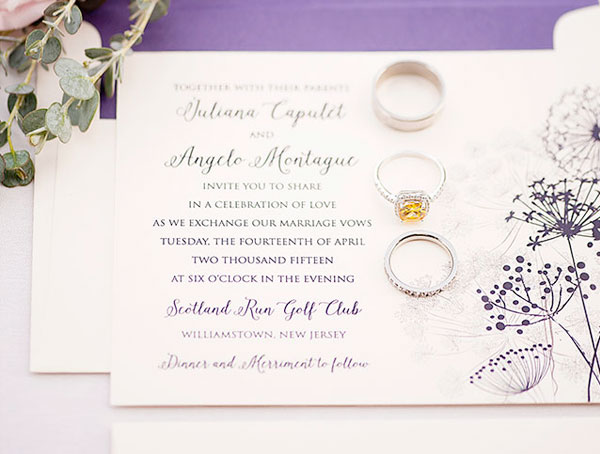 TOGETHER WITH THEIR PARENTS
Juliana Capulet
AND
Angelo Montague
INVITE YOU TO SHARE
IN A CELEBRATION OF LOVE
AS WE EXCHANGE OUR MARRIAGE VOWS
TUESDAY, THE FOURTEENTH OF APRIL
TWO THOUSAND FIFTEEN
AT SIX O'CLOCK IN THE EVENING
Scotland Run Golf Club
WILLIAMSTOWN, NEW JERSEY
Dinner and Merriment to follow